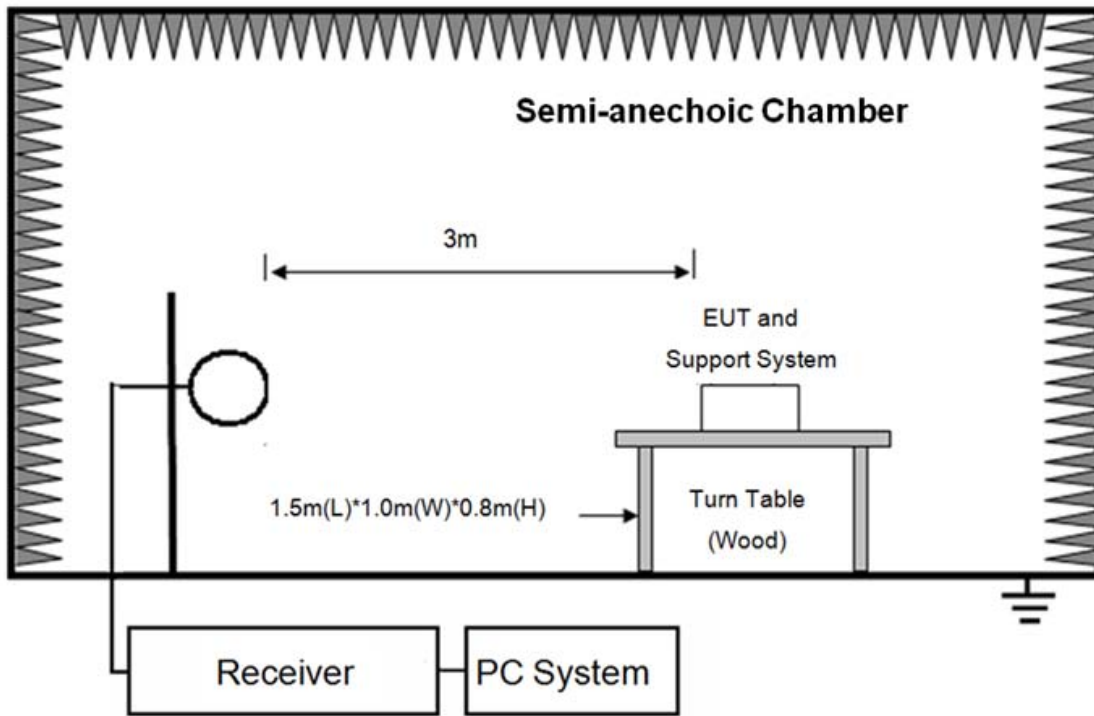 Semi-anechoic Chamber
3m
EUT and
Support System
1.5m(L)*1.0m(W)*0.8m(H)
Turn Table
(Wood)
Receiver
PC System